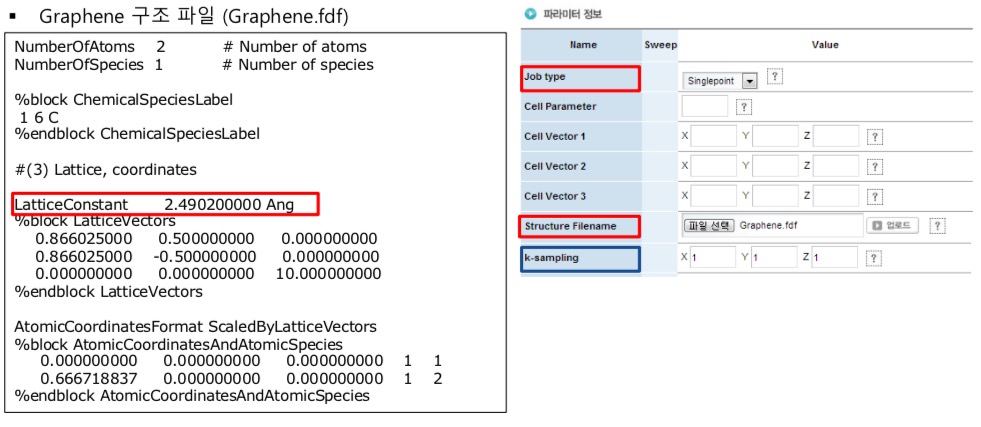 ▪ Graphene 구조 파일 (Graphene.fdf)
NumberOfAtoms 2 # Number of atoms
NumberOfSpecies 1 # Number of species
%block ChemicalSpeciesLabel
1 6 C
%endblock ChemicalSpeciesLabel
#(3) Lattice, coordinates
LatticeConstant 2.490200000 Ang
%block LatticeVectors
0.866025000 0.500000000 0.000000000
0.866025000 -0.500000000 0.000000000
0.000000000 0.000000000 10.000000000
%endblock LatticeVectors
AtomicCoordinatesFormat ScaledByLatticeVectors
%block AtomicCoordinatesAndAtomicSpecies
0.000000000 0.000000000 0.000000000 1 1
0.666718837 0.000000000 0.000000000 1 2
%endblock AtomicCoordinatesAndAtomicSpecies
파라미터 정보
Name Sweep Value
Job type Singlepoint ?
Cell Parameter ?
Cell Vector 1 X Y Z ?
Cell Vector 2 X Y Z ?
Cell Vector 3 X Y Z ?
Structure Filename 파일 선택 Graphene.fdf 업로드 ?
k-sampling X 1 Y 1 Z 1 ?